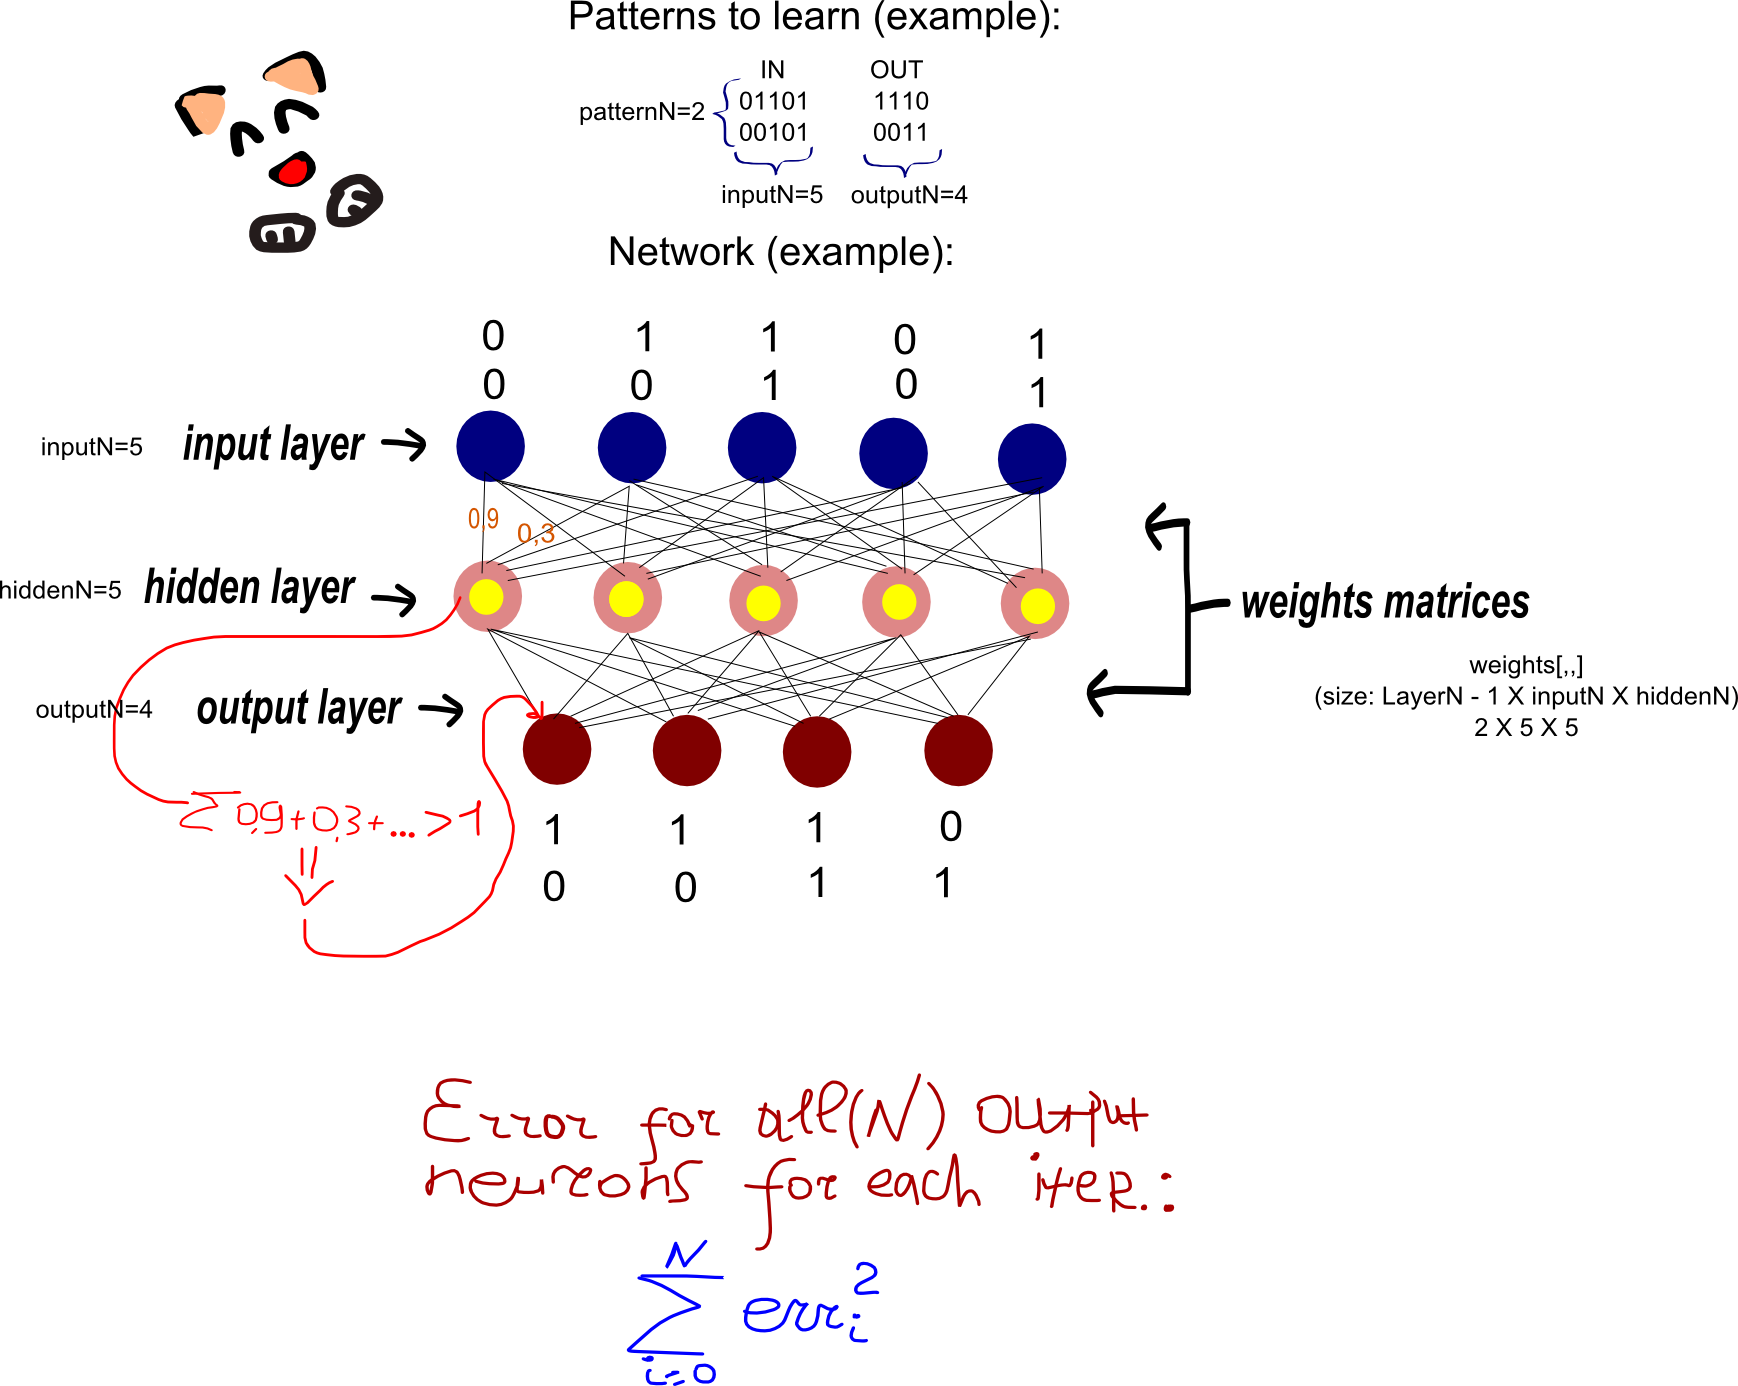 Patterns to learn (example):
IN OUT
patternN=2
01101 1110
00101 0011
inputN=5 outputN=4
Network (example):
0 1 1 0 1
0 0 1 0 1
inputN=5 input layer
0,9 0,3
hiddenN=5 hidden layer
weights matrices
weights[,,]
(size: LayerN - 1 X inputN X hiddenN)
2 X 5 X 5
outputN=4 output layer
Σ 0,9+0,3+...>1
1 1 1 0
0 0 1 1
Error for all(N) output
neurons for each iter.:
N
Σ err_i^2
i=0